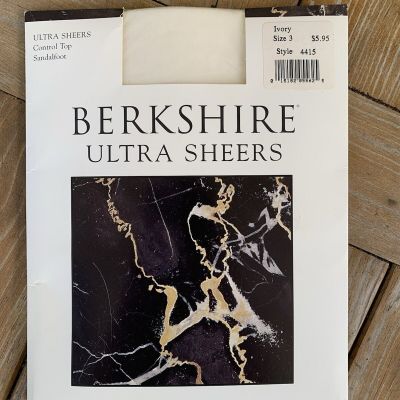 ULTRA SHEERS
Control Top
Sandalfoot
Ivory
Size 3 $5.95
Style 4415
BERKSHIRE®
ULTRA SHEERS